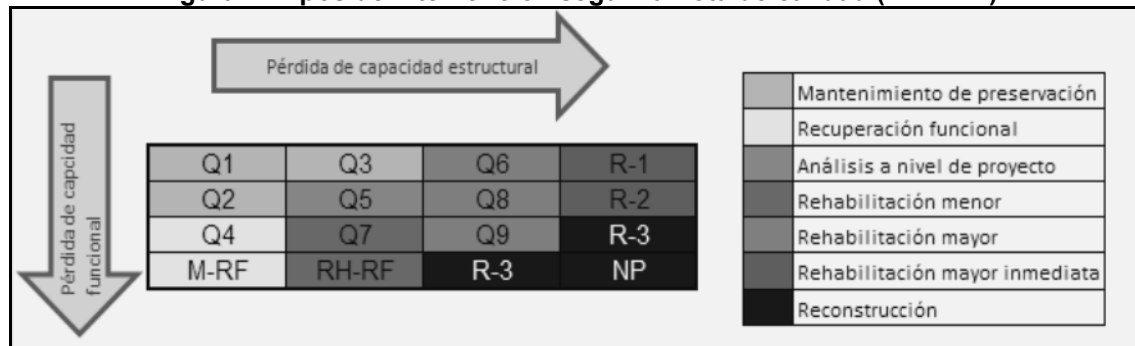 Pérdida de capacidad estructural
Pérdida de capcidad
funcional
Q1 Q3 Q6 R-1
Q2 Q5 Q8 R-2
Q4 Q7 Q9 R-3
M-RF RH-RF R-3 NP
Mantenimiento de preservación
Recuperación funcional
Análisis a nivel de proyecto
Rehabilitación menor
Rehabilitación mayor
Rehabilitación mayor inmediata
Reconstrucción